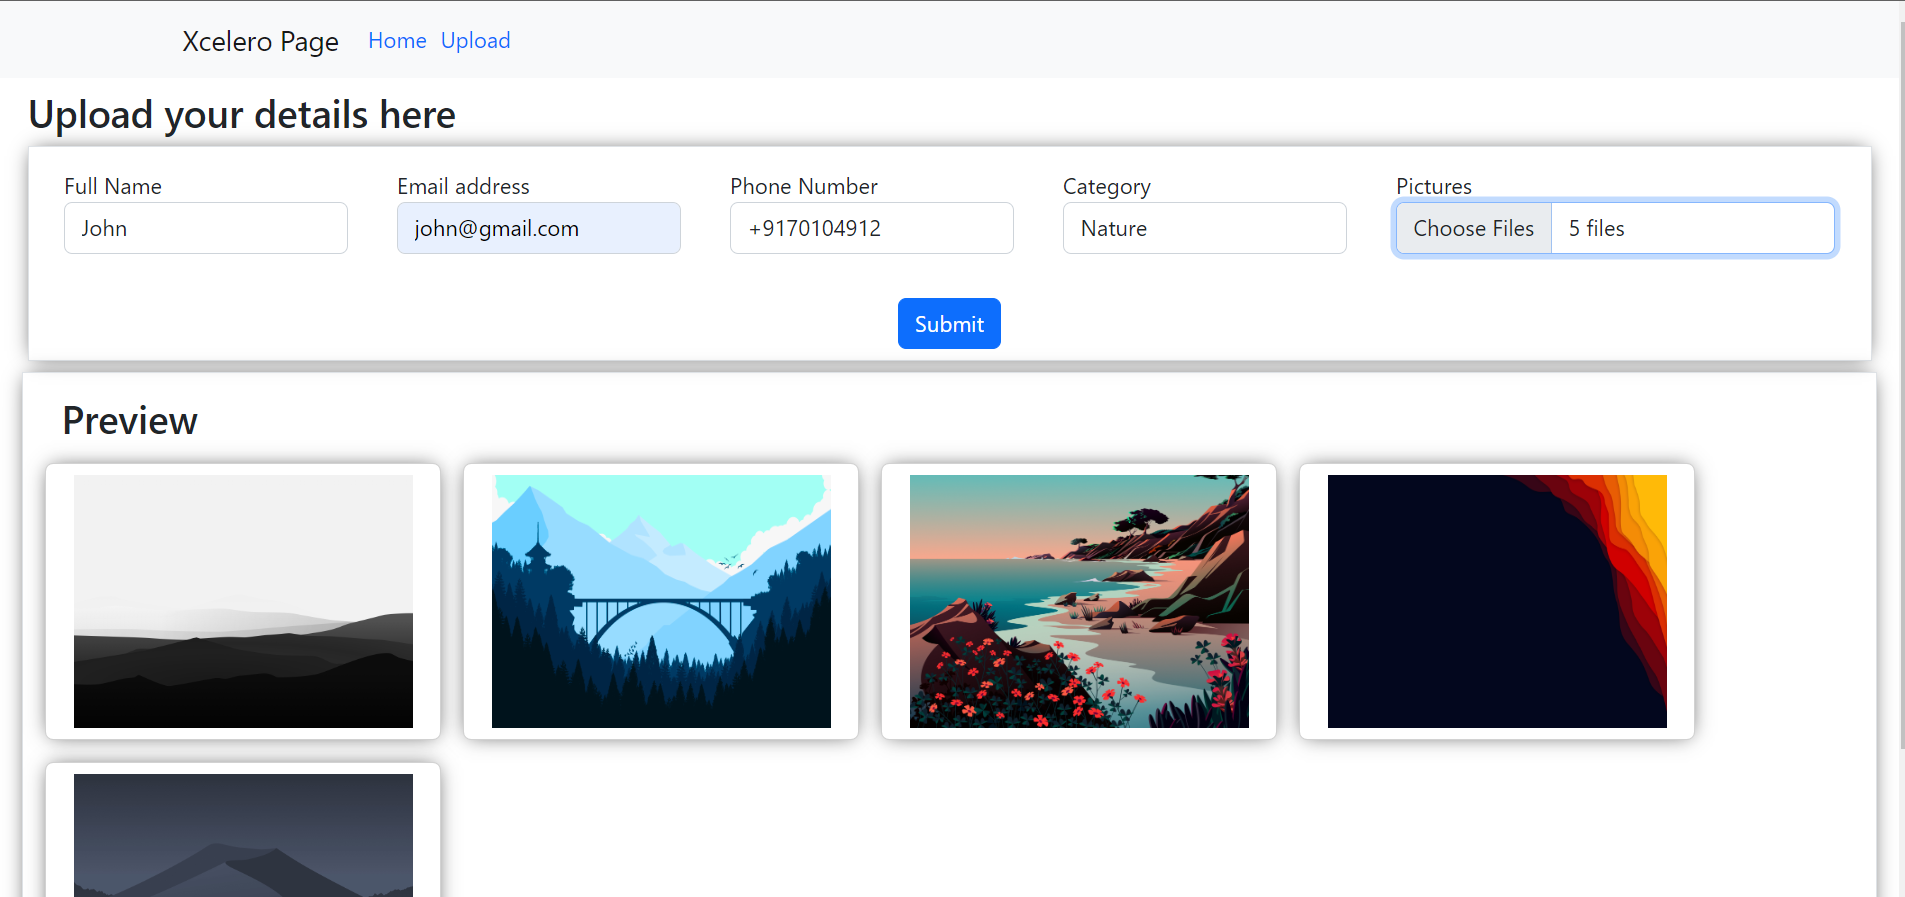 Xcelero Page Home Upload
Upload your details here
Full Name Email address Phone Number Category Pictures
John john@gmail.com +9170104912 Nature Choose Files 5 files
Submit
Preview